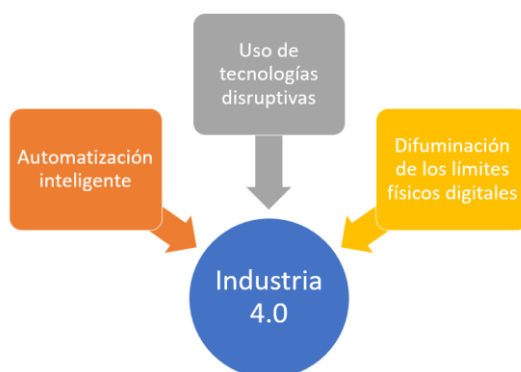 Uso de
tecnologías
disruptivas
Automatización
inteligente
Difuminación
de los límites
físicos digitales
Industria
4.0